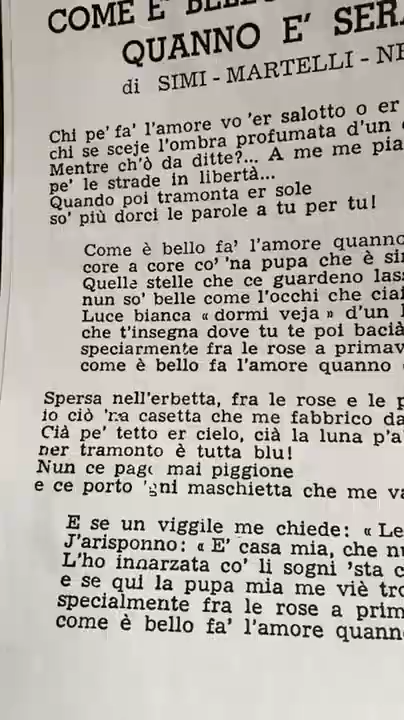 COME E' BELLO
QUANNO E' SERA
di SIMI - MARTELLI - NE
Chi pe' fa' l'amore vo 'er salotto o er
chi se sceje l'ombra profumata d'un
Mentre ch'ò da ditte?... A me me pia
pe' le strade in libertà...
Quando poi tramonta er sole
so' più dorci le parole a tu per tu!
Come è bello fa' l'amore quanno
core a core co' 'na pupa che è si
Quelle stelle che ce guardeno lass
nun so' belle come l'occhi che ciai
Luce bianca « dormi veja » d'un
che t'insegna dove tu te poi bacià
speciarmente fra le rose a primav
come è bello fa l'amore quanno
Spersa nell'erbetta, fra le rose e le p
io ciò 'na casetta che me fabbrico da
Cià pe' tetto er cielo, cià la luna p'a
per tramonto è tutta blu!
Nun ce pago mai piggione
e ce porto 'gni maschietta che me va
E se un viggile me chiede: « Le
J'arisponno: « E' casa mia, che nu
L'ho innarzata co' li sogni 'sta c
e se qui la pupa mia me viè tro
specialmente fra le rose a prim
come è bello fa' l'amore quann